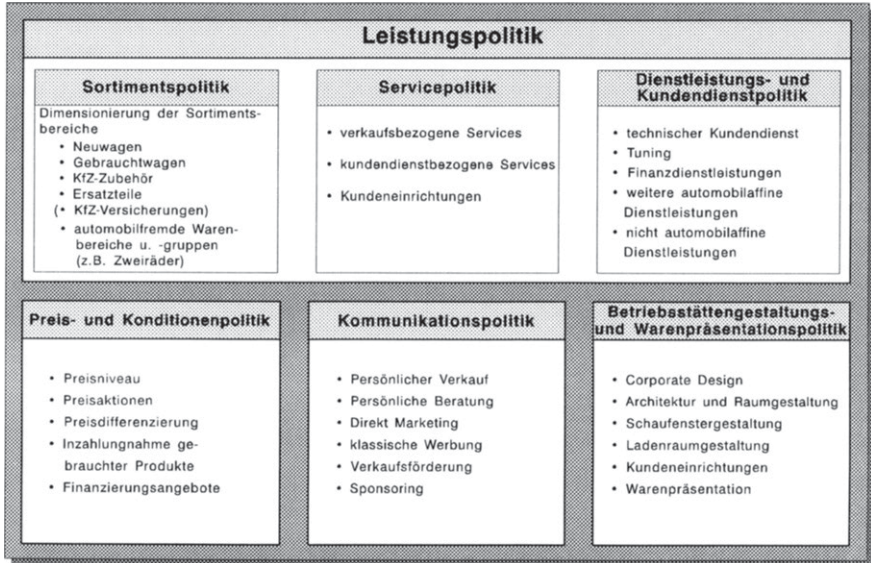 Leistungspolitik
Sortimentspolitik
Dimensionierung der Sortiments-
bereiche
• Neuwagen
• Gebrauchtwagen
• KfZ-Zubehör
• Ersatzteile
(• KfZ-Versicherungen)
• automobilfremde Waren-
bereiche u. -gruppen
(z.B. Zweiräder)
Servicepolitik
• verkaufsbezogene Services
• kundendienstbezogene Services
• Kundeneinrichtungen
Dienstleistungs- und
Kundendienstpolitik
• technischer Kundendienst
• Tuning
• Finanzdienstleistungen
• weitere automobilaffine
Dienstleistungen
• nicht automobilaffine
Dienstleistungen
Preis- und Konditionenpolitik
• Preisniveau
• Preisaktionen
• Preisdifferenzierung
• Inzahlungnahme ge-
brauchter Produkte
• Finanzierungsangebote
Kommunikationspolitik
• Persönlicher Verkauf
• Persönliche Beratung
• Direkt Marketing
• klassische Werbung
• Verkaufsförderung
• Sponsoring
Betriebsstättengestaltungs-
und Warenpräsentationspolitik
• Corporate Design
• Architektur und Raumgestaltung
• Schaufenstergestaltung
• Ladenraumgestaltung
• Kundeneinrichtungen
• Warenpräsentation